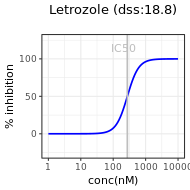 Letrozole (dss:18.8)
IC50
% inhibition
100
50
0
1 10 100 1000 10000
conc(nM)